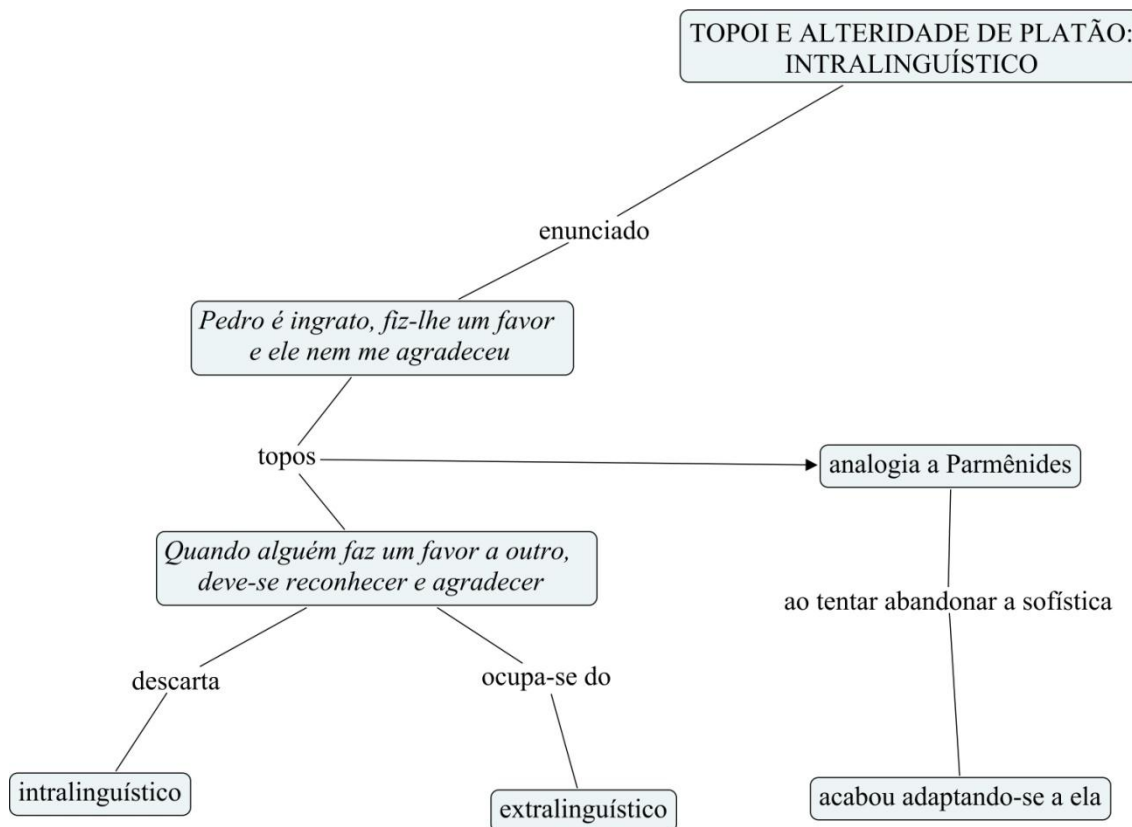 TOPOI E ALTERIDADE DE PLATÃO:
INTRALINGUÍSTICO
enunciado
Pedro é ingrato, fiz-lhe um favor
e ele nem me agradeceu
topos
analogia a Parmênides
Quando alguém faz um favor a outro,
deve-se reconhecer e agradecer
ao tentar abandonar a sofística
descarta
ocupa-se do
intralinguístico
extralinguístico
acabou adaptando-se a ela